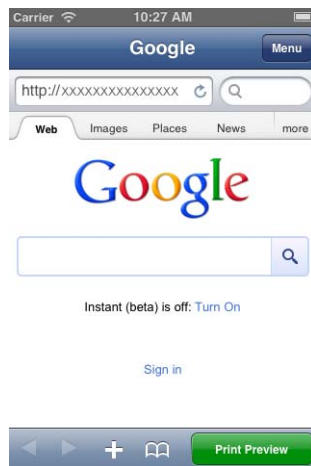 Carrier 10:27 AM
Google Menu
http://xxxxxxxxxxxxxxx
Web Images Places News more
Google
Instant (beta) is off: Turn On
Sign in
Print Preview